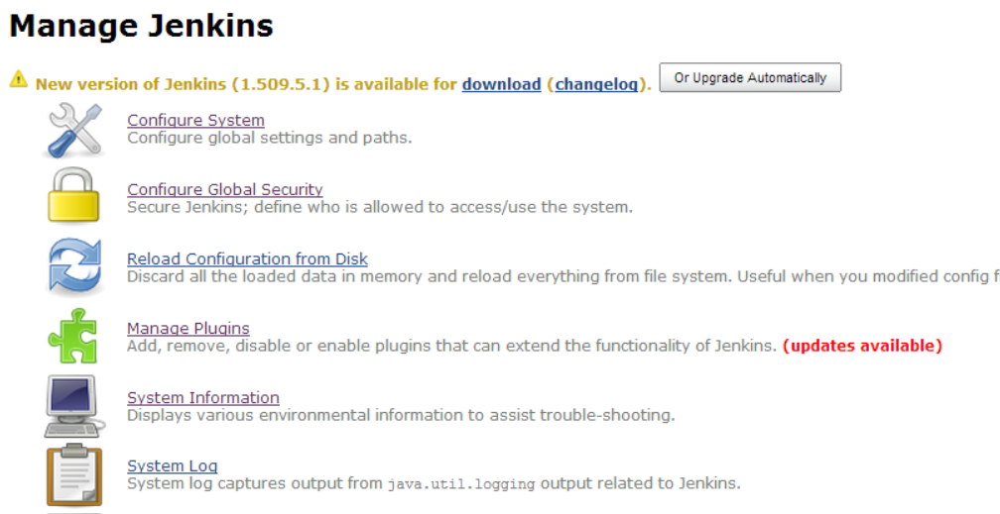 Manage Jenkins
New version of Jenkins (1.509.5.1) is available for download (changelog). Or Upgrade Automatically
Configure System
Configure global settings and paths.
Configure Global Security
Secure Jenkins; define who is allowed to access/use the system.
Reload Configuration from Disk
Discard all the loaded data in memory and reload everything from file system. Useful when you modified config f
Manage Plugins
Add, remove, disable or enable plugins that can extend the functionality of Jenkins. (updates available)
System Information
Displays various environmental information to assist trouble-shooting.
System Log
System log captures output from java.util.logging output related to Jenkins.